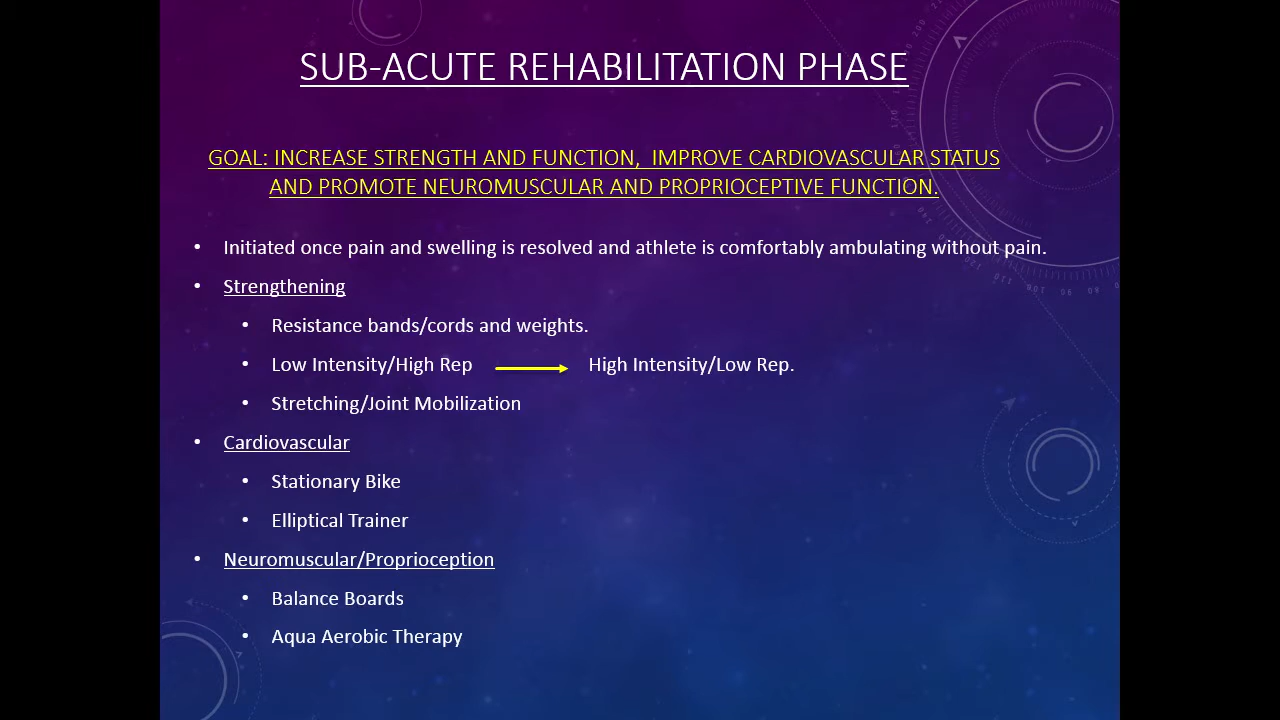 SUB-ACUTE REHABILITATION PHASE
GOAL: INCREASE STRENGTH AND FUNCTION, IMPROVE CARDIOVASCULAR STATUS
AND PROMOTE NEUROMUSCULAR AND PROPRIOCEPTIVE FUNCTION.
• Initiated once pain and swelling is resolved and athlete is comfortably ambulating without pain.
• Strengthening
• Resistance bands/cords and weights.
• Low Intensity/High Rep → High Intensity/Low Rep.
• Stretching/Joint Mobilization
• Cardiovascular
• Stationary Bike
• Elliptical Trainer
• Neuromuscular/Proprioception
• Balance Boards
• Aqua Aerobic Therapy